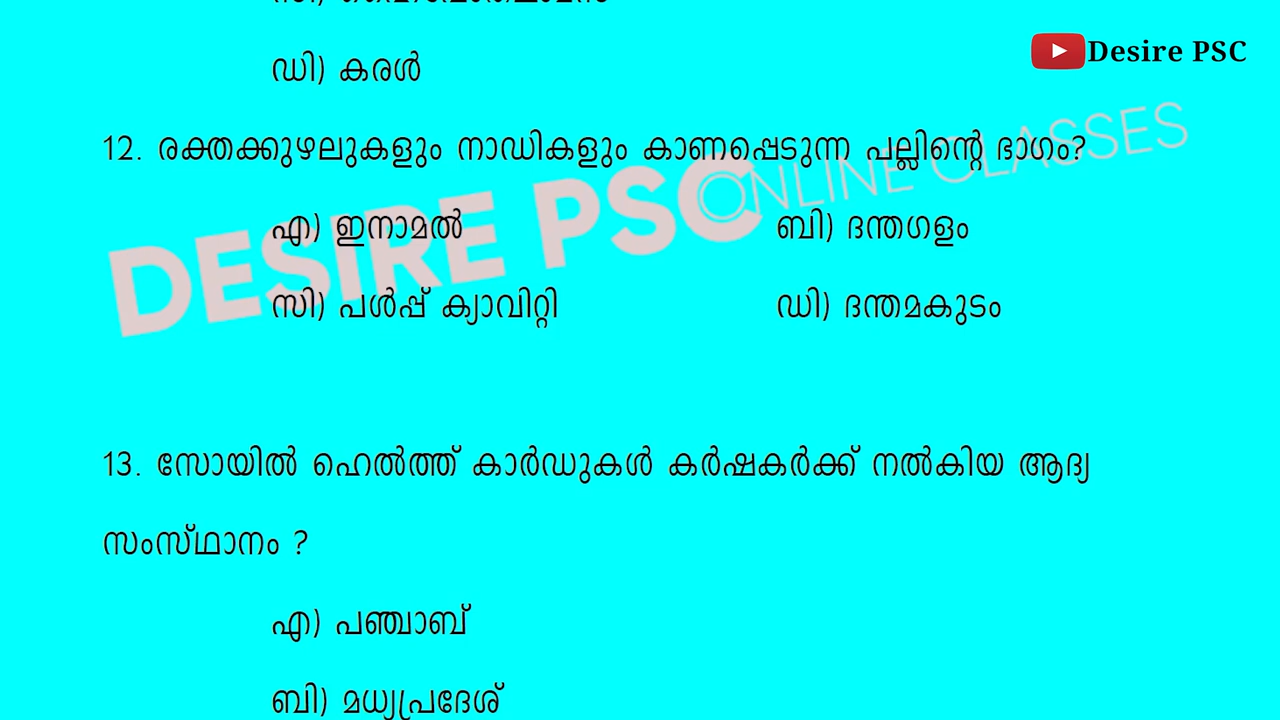 ഡി) കരൾ
Desire PSC
12. രക്തക്കുഴലുകളും നാഡികളും കാണപ്പെടുന്ന പല്ലിന്റെ ഭാഗം?
DESIRE PSC ONLINE CLASSES
എ) ഇനാമൽ ബി) ദന്തഗളം
സി) പൾപ്പ് ക്യാവിറ്റി ഡി) ദന്തമകുടം
13. സോയിൽ ഹെൽത്ത് കാർഡുകൾ കർഷകർക്ക് നൽകിയ ആദ്യ
സംസ്ഥാനം ?
എ) പഞ്ചാബ്
ബി) മധ്യപ്രദേശ്